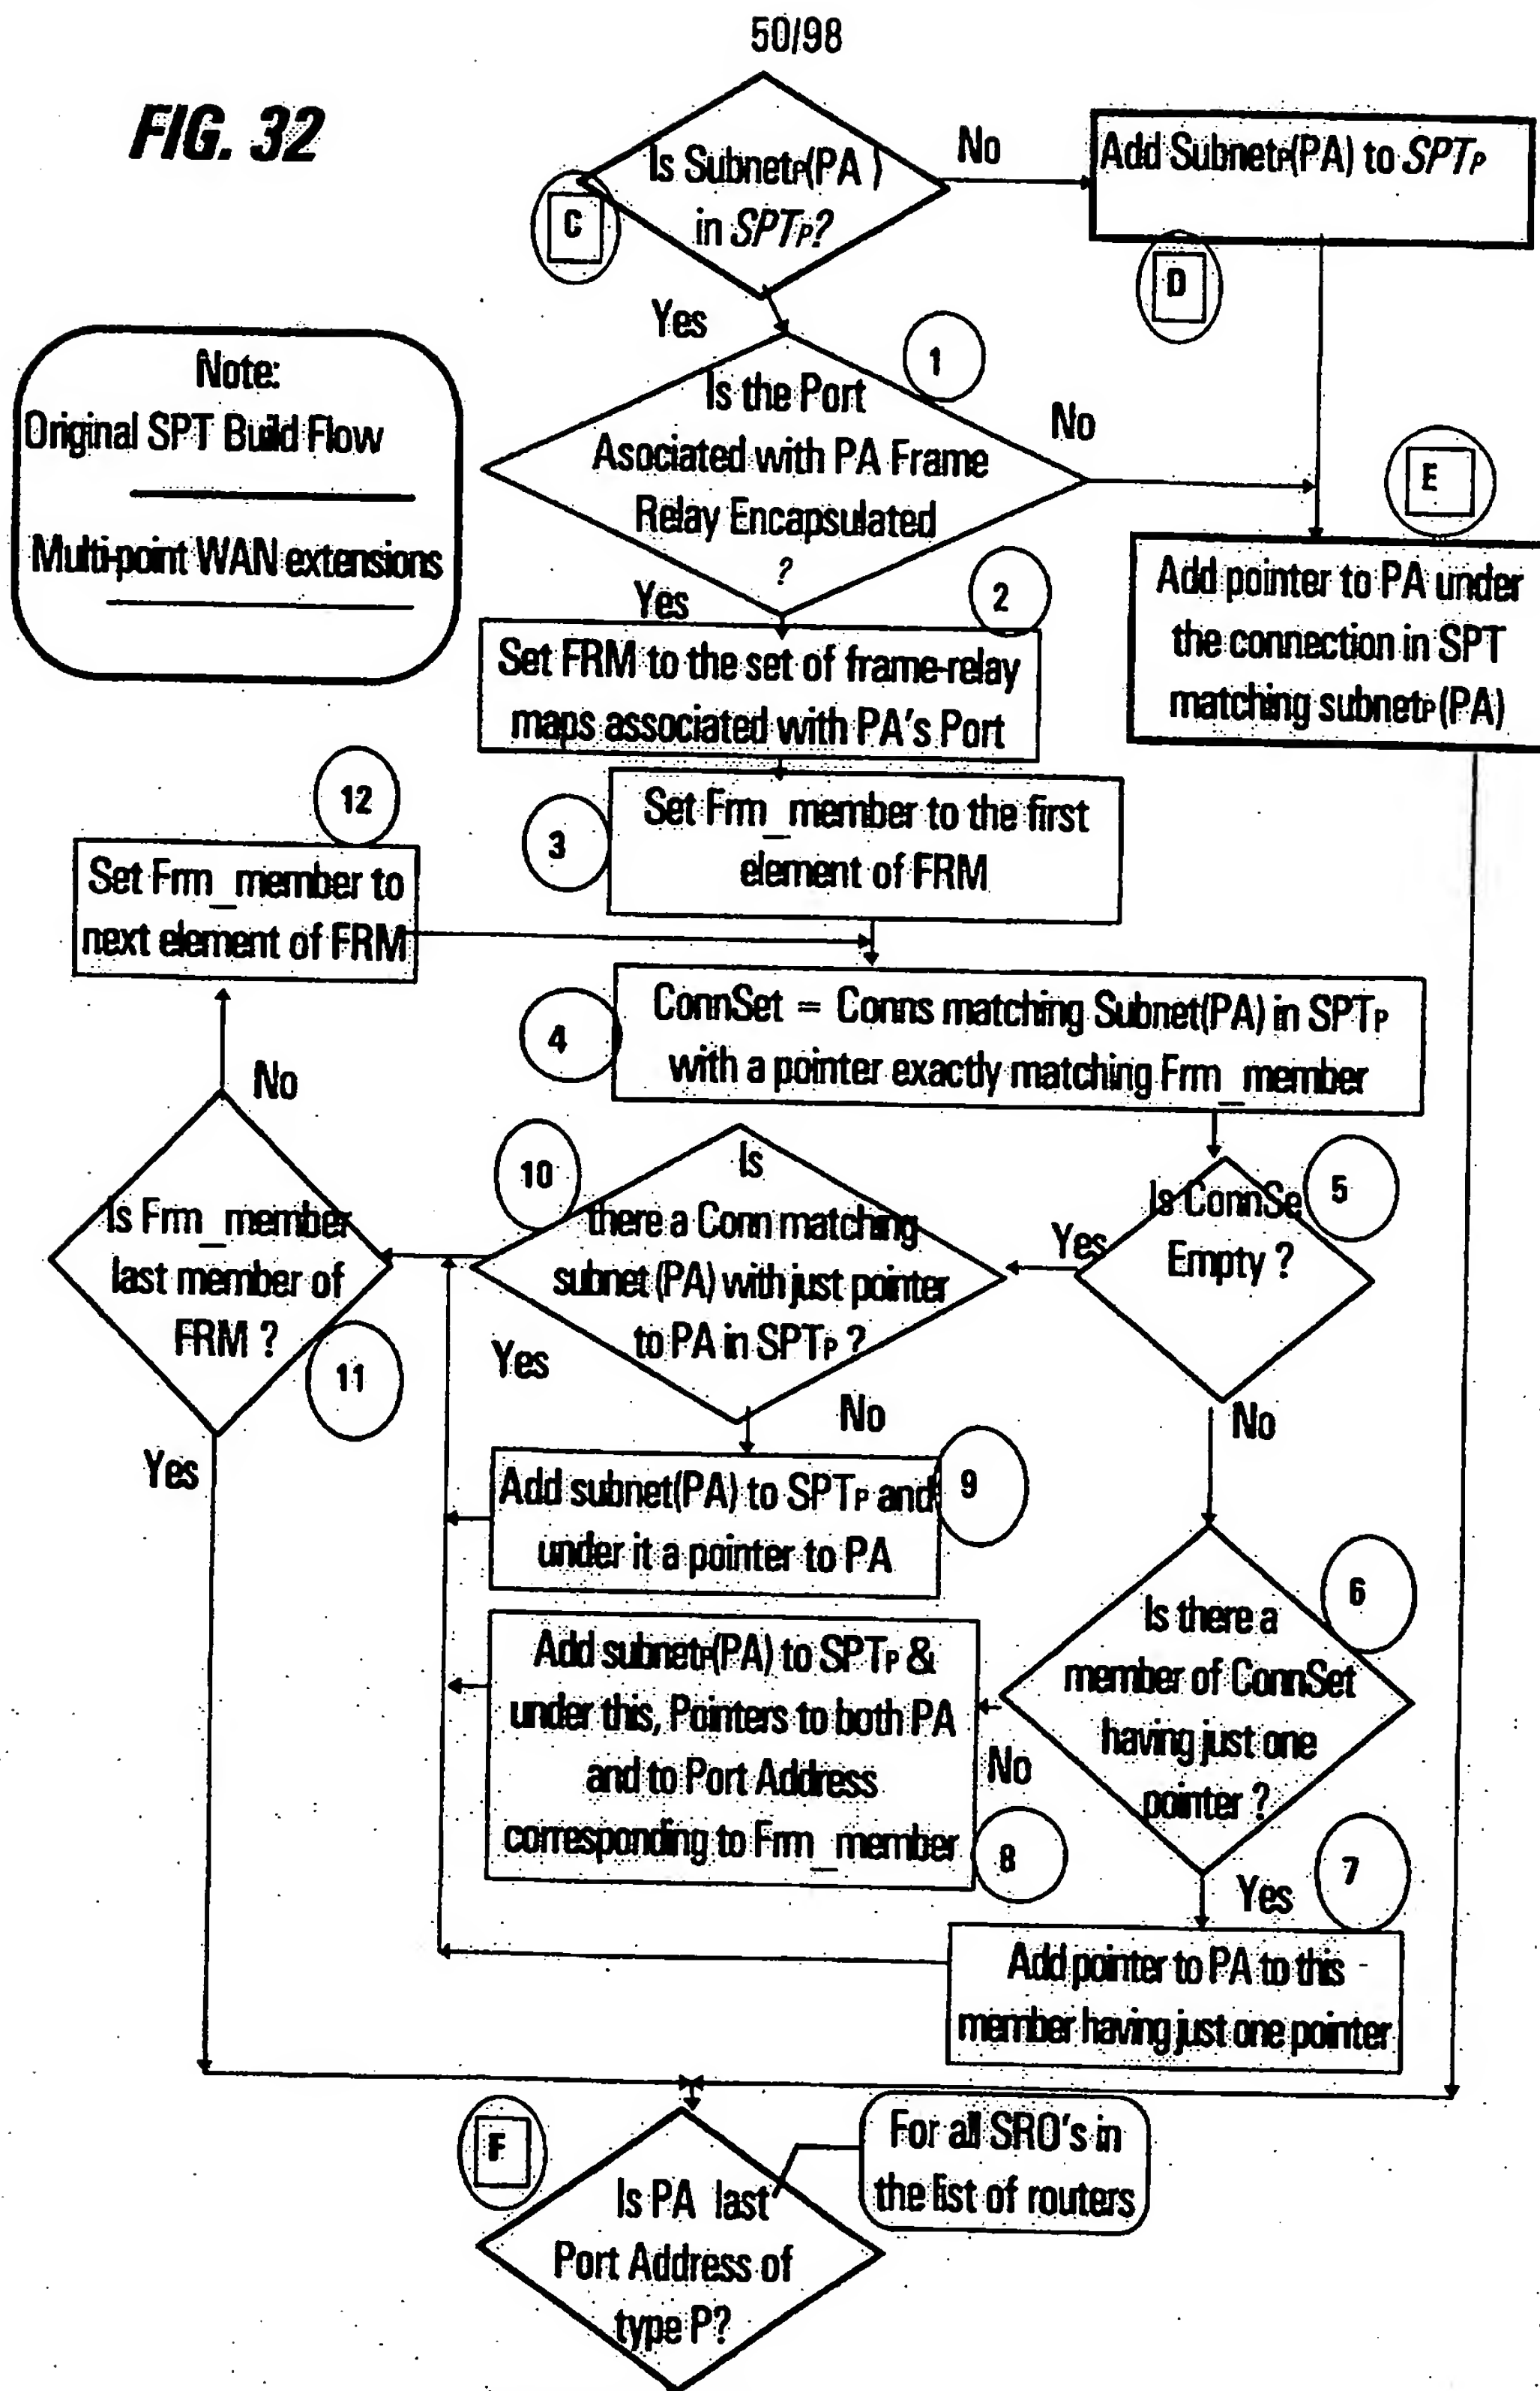 50/98
FIG. 32
Is SubnetP(PA)
in SPTP?
C
No
Add SubnetP(PA) to SPTP
D
Yes
Note:
Original SPT Build Flow
Multi-point WAN extensions
1
Is the Port
Asociated with PA Frame
Relay Encapsulated
?
No
E
Add pointer to PA under
the connection in SPT
matching subnetP(PA)
Yes
2
Set FRM to the set of frame-relay
maps associated with PA's Port
12
Set Frm_member to
next element of FRM
3
Set Frm_member to the first
element of FRM
4
ConnSet = Conns matching Subnet(PA) in SPTP
with a pointer exactly matching Frm_member
No
Is Frm_member
last member of
FRM ?
11
Yes
10
Is
there a Conn matching
subnet (PA) with just pointer
to PA in SPTP ?
Yes
No
Yes
Is ConnSe
Empty ?
5
No
Add subnet(PA) to SPTP and
under it a pointer to PA
9
Add subnetP(PA) to SPTP &
under this, Pointers to both PA
and to Port Address
corresponding to Frm_member
8
No
Is there a
member of ConnSet
having just one
pointer ?
6
Yes
7
Add pointer to PA to this
member having just one pointer
F
Is PA last
Port Address of
type P?
For all SRO's in
the list of routers